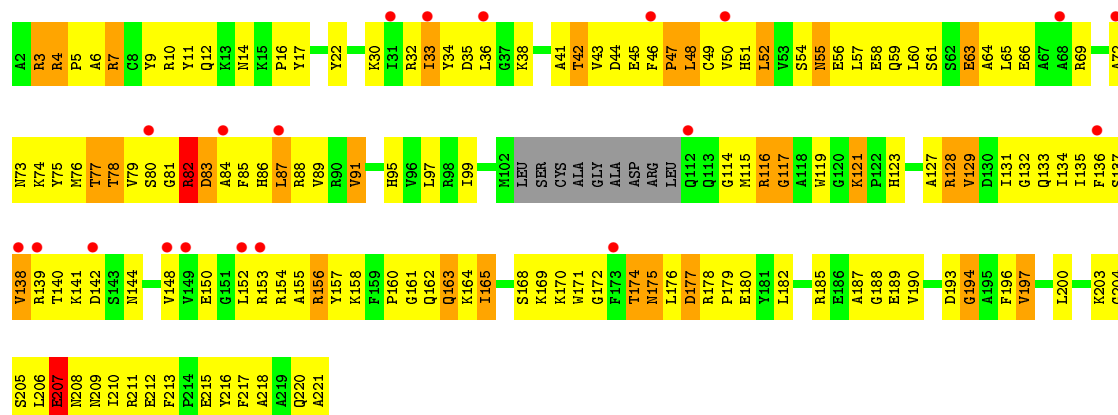 A2 R3 R4 P5 A6 R7 C8 Y9 R10 Y11 Q12 K13 N14 K15 P16 Y17 Y22 K30 I31 R32 I33 Y34 D35 L36 G37 K38 A41 T42 V43 D44 E45 F46 P47 L48 C49 V50 H51 L52 V53 S54 N55 E56 L57 E58 Q59 L60 S61 S62 E63 A64 L65 E66 A67 A68 R69 A72
N73 K74 Y75 M76 T77 T78 V79 S80 G81 R82 D83 A84 F85 H86 L87 R88 V89 R90 V91 H95 V96 L97 R98 I99 M102 LEU SER CYS ALA GLY ALA ALA ASP ARG LEU Q112 Q113 G114 M115 R116 G117 A118 W119 G120 K121 P122 H123 A127 R128 V129 D130 I131 G132 Q133 I134 I135 F136 S137
V138 R139 T140 K141 D142 S143 N144 V148 V149 E150 G151 L152 R153 R154 A155 R156 Y157 K158 F159 P160 G161 Q162 Q163 K164 I165 S168 K169 K170 W171 G172 F173 T174 N175 L176 D177 R178 P179 E180 Y181 L182 R185 E186 A187 G188 E189 V190 D193 G194 A195 F196 V197 L200 K203 G204
S205 L206 E207 N208 N209 I210 R211 E212 F213 P214 E215 Y216 F217 A218 A219 Q220 A221